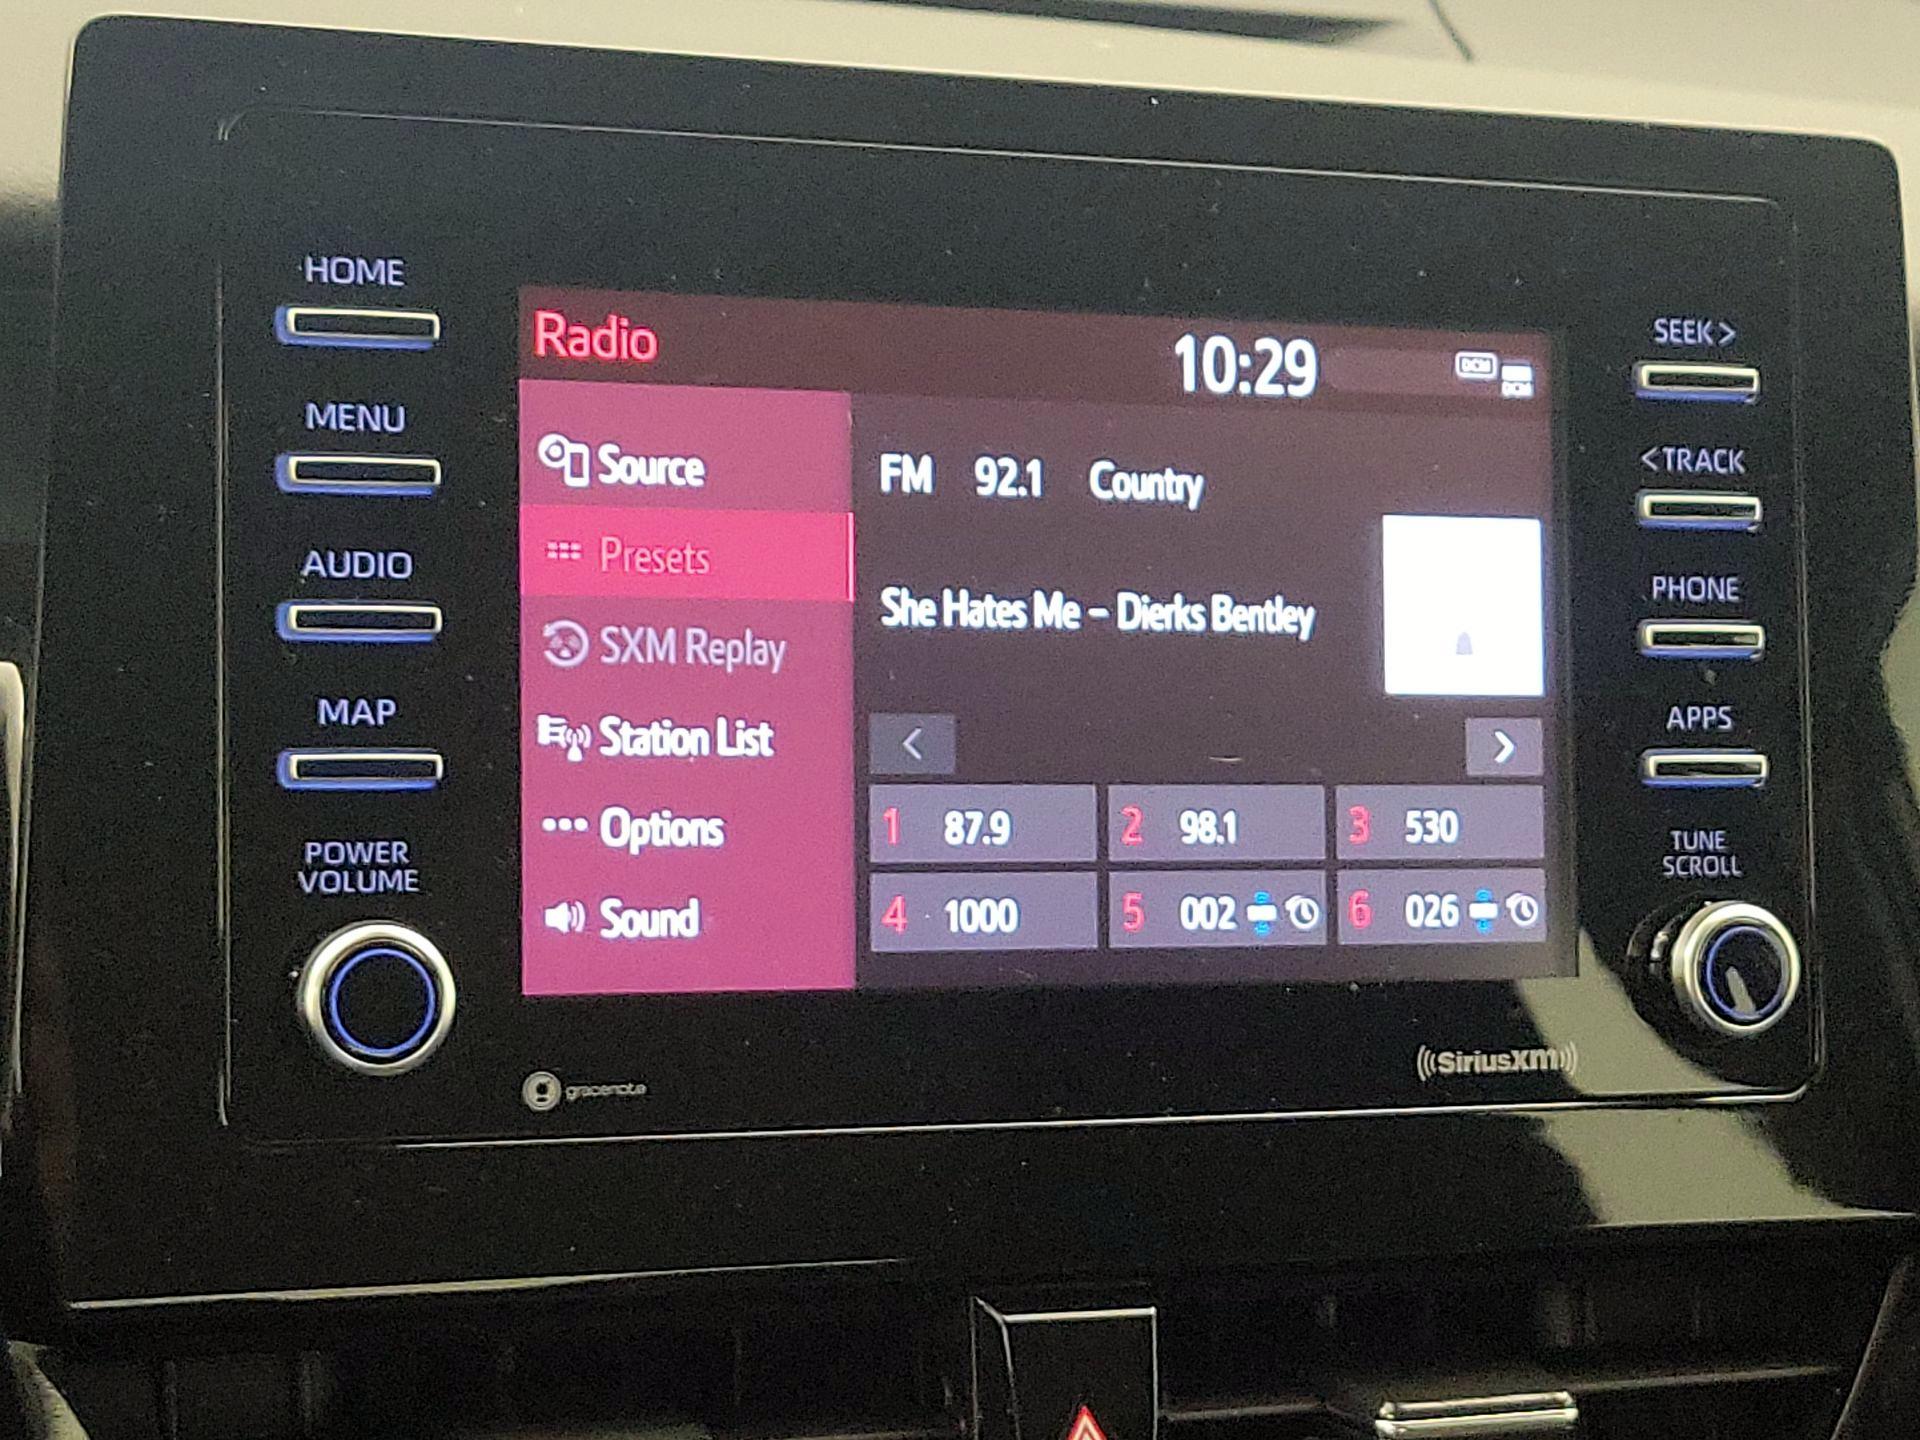 HOME
MENU
AUDIO
MAP
POWER
VOLUME
Radio
10:29
DCM
DCM
Source
Presets
SXM Replay
Station List
Options
Sound
FM 92.1 Country
She Hates Me – Dierks Bentley
< >
1 87.9 2 98.1 3 530
4 1000 5 002 6 026
SEEK >
< TRACK
PHONE
APPS
TUNE
SCROLL
gracenote
((SiriusXM))